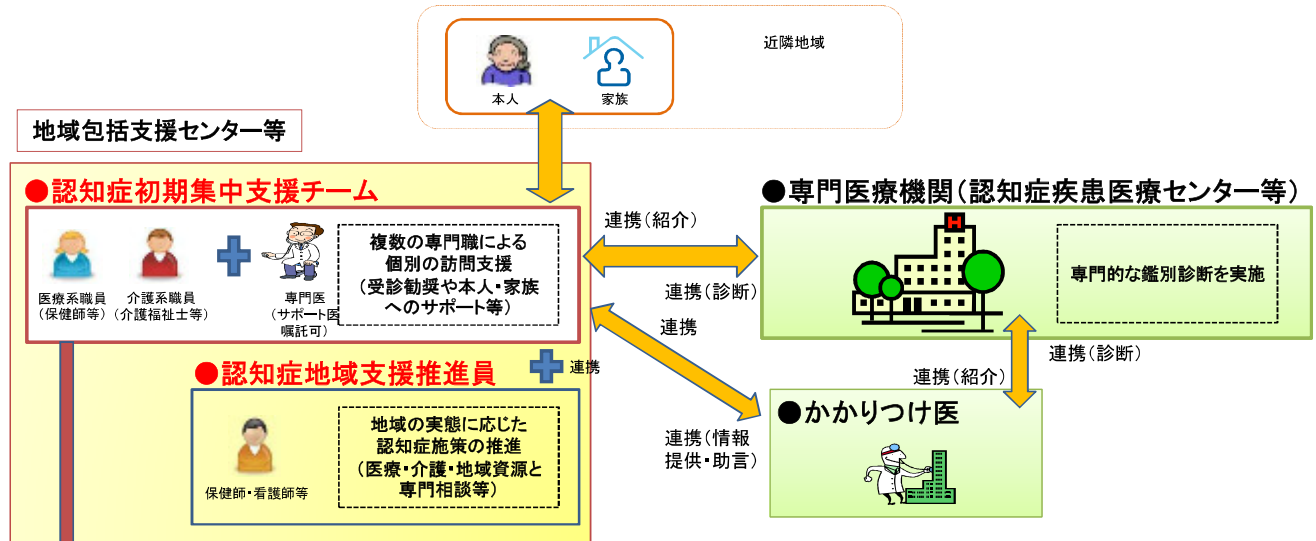 近隣地域
本人
家族
地域包括支援センター等
●認知症初期集中支援チーム
医療系職員
(保健師等)
介護系職員
(介護福祉士等)
専門医
(サポート医
嘱託可)
複数の専門職による
個別の訪問支援
(受診勧奨や本人・家族
へのサポート等)
連携(紹介)
連携(診断)
●専門医療機関(認知症疾患医療センター等)
専門的な鑑別診断を実施
連携
連携(情報
提供・助言)
連携(紹介)
連携(診断)
●かかりつけ医
連携
●認知症地域支援推進員
保健師・看護師等
地域の実態に応じた
認知症施策の推進
(医療・介護・地域資源と
専門相談等)
H